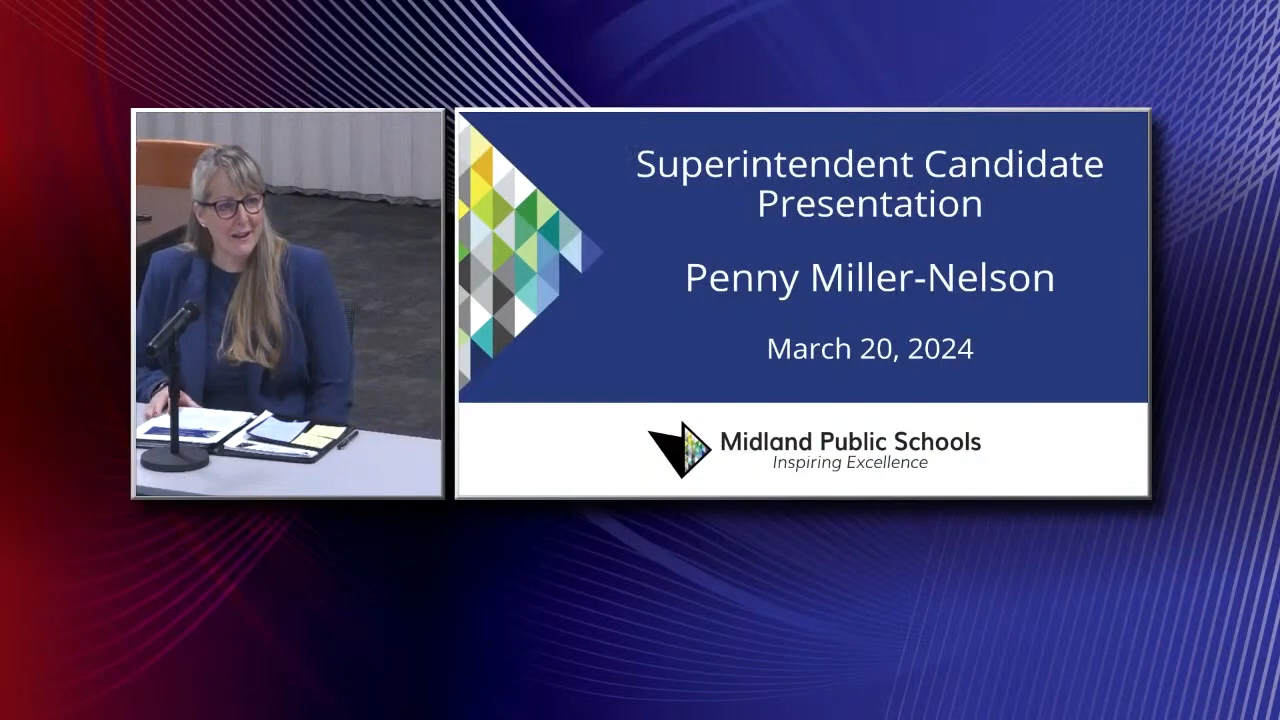 Superintendent Candidate
Presentation
Penny Miller-Nelson
March 20, 2024
Midland Public Schools
Inspiring Excellence